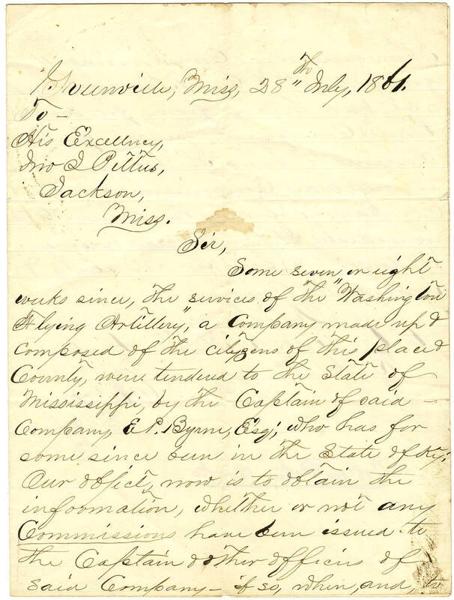 Greenville, Miss, 28th July, 1861.
To -
His Excellency,
Jno J Pettus,
Jackson,
Miss.
Sir,
Some seven or eight
weeks since, the services of the "Washington
Flying Artillery", a Company made up &
composed of the citizens of this place &
County, were tendered to the State of
Mississippi, by the Captain of said -
Company, E P. Byrne, Esqr; who has for
some since been in the State of Ky;
Our object, now is to obtain the
information, whether or not any
Commissions have been issued to
the Captain & other officers of
said Company - if so, when, and,